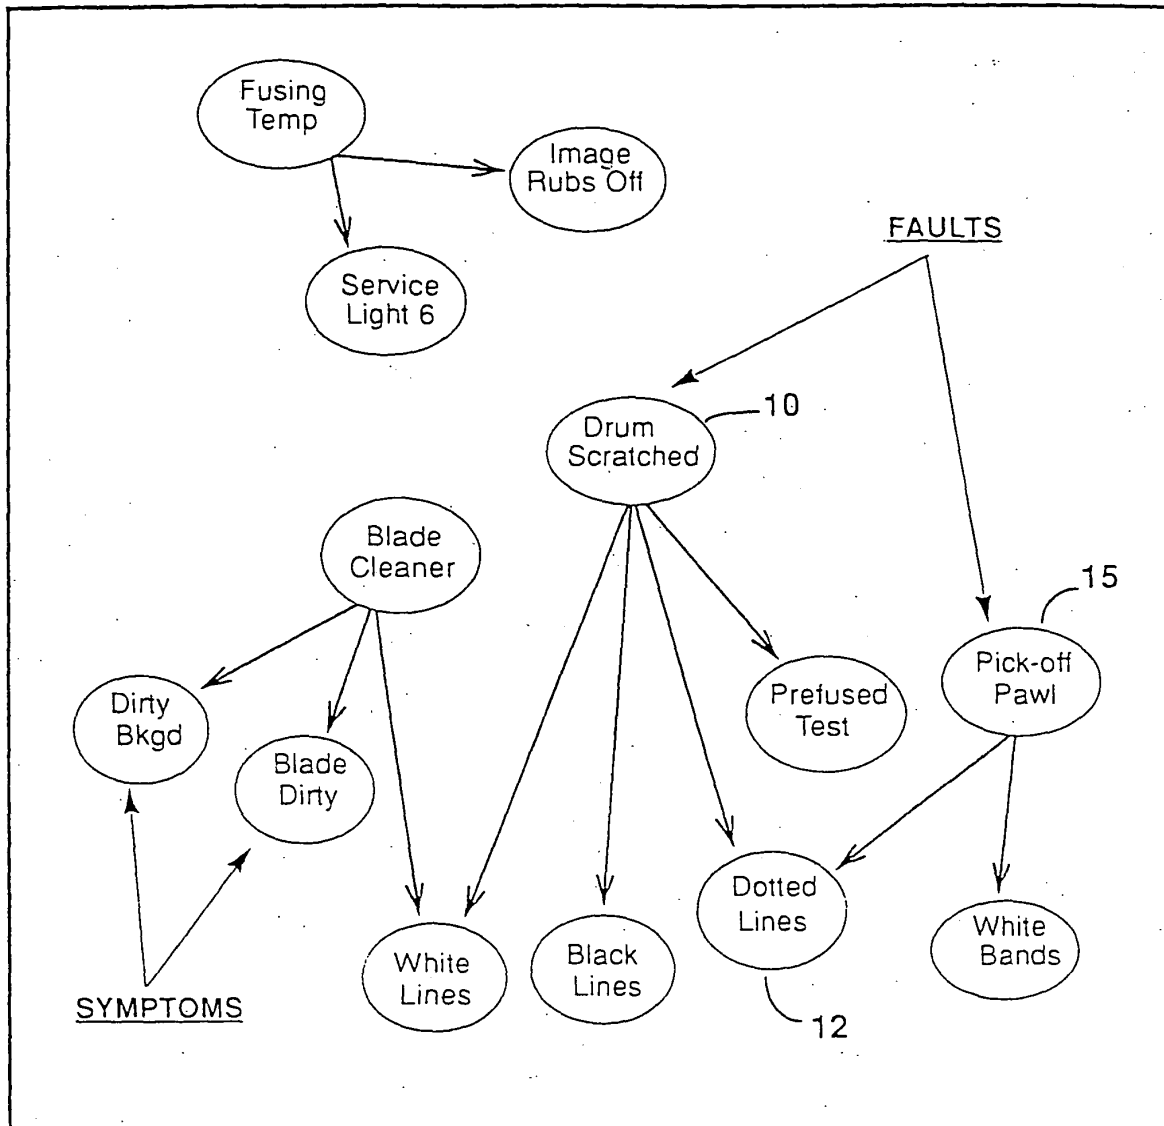 Fusing
Temp
Image
Rubs Off
Service
Light 6
FAULTS
Drum
Scratched
10
Blade
Cleaner
15
Pick-off
Pawl
Prefused
Test
Dirty
Bkgd
Blade
Dirty
Dotted
Lines
White
Bands
White
Lines
Black
Lines
SYMPTOMS
12